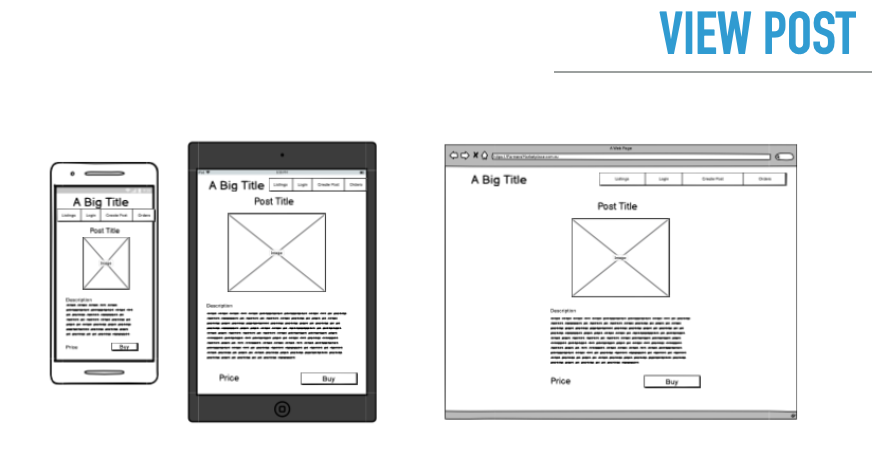 VIEW POST
A Big Title
Listings Login Create Post Orders
Post Title
Image
Description
Price
Buy
A Big Title
Listings Login Create Post Orders
Post Title
Image
Description
Price
Buy
A Web Page
A Big Title
Listings Login Create Post Orders
Post Title
Image
Description
Price
Buy